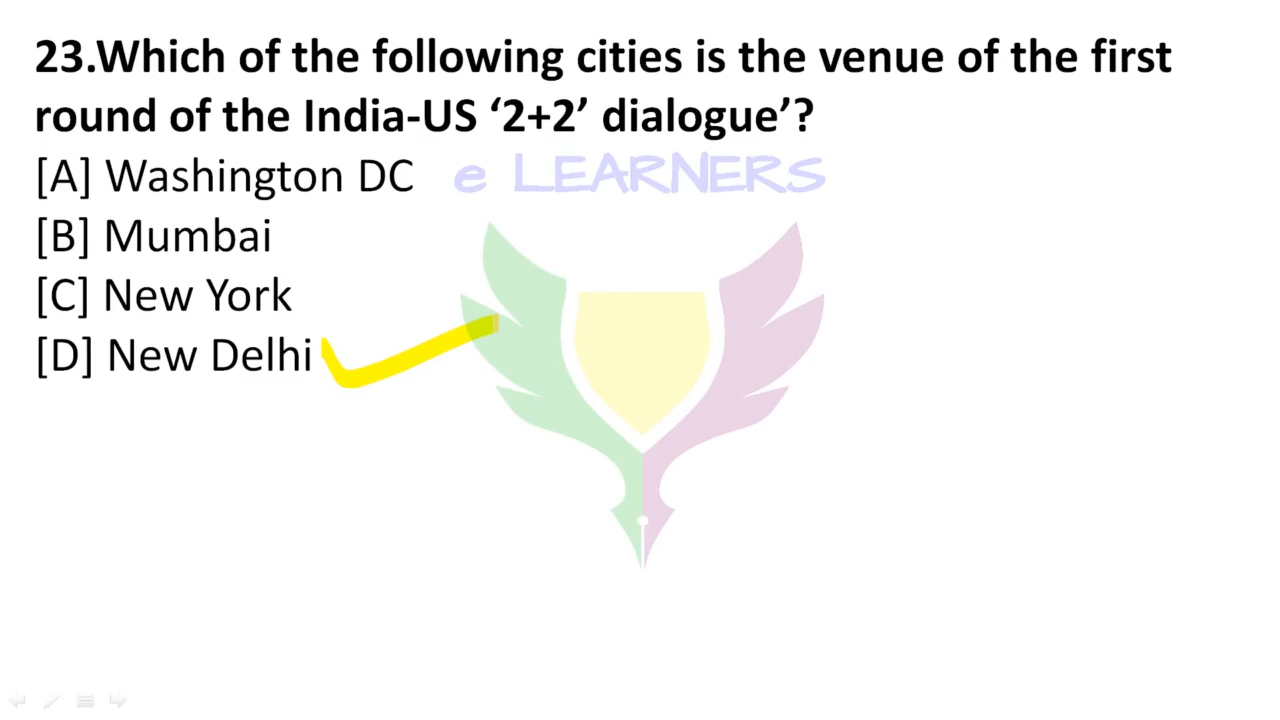 23.Which of the following cities is the venue of the first
round of the India-US ‘2+2’ dialogue’?
[A] Washington DC
e LEARNERS
[B] Mumbai
[C] New York
[D] New Delhi